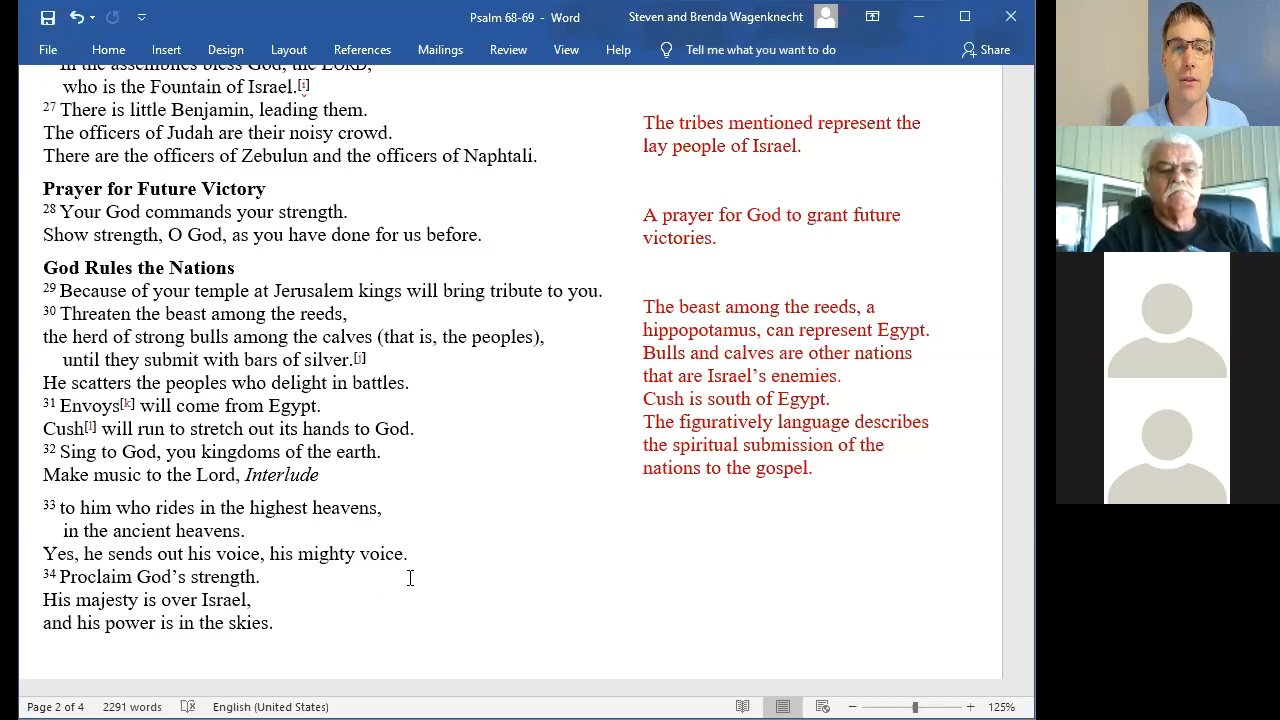 Psalm 68-69 - Word
Steven and Brenda Wagenknecht
File Home Insert Design Layout References Mailings Review View Help Tell me what you want to do Share
In the assemblies bless God, the LORD,
who is the Fountain of Israel.[i]
27 There is little Benjamin, leading them.
The officers of Judah are their noisy crowd.
There are the officers of Zebulun and the officers of Naphtali.
The tribes mentioned represent the
lay people of Israel.
Prayer for Future Victory
28 Your God commands your strength.
Show strength, O God, as you have done for us before.
A prayer for God to grant future
victories.
God Rules the Nations
29 Because of your temple at Jerusalem kings will bring tribute to you.
30 Threaten the beast among the reeds,
the herd of strong bulls among the calves (that is, the peoples),
until they submit with bars of silver.[j]
He scatters the peoples who delight in battles.
31 Envoys[k] will come from Egypt.
Cush[l] will run to stretch out its hands to God.
32 Sing to God, you kingdoms of the earth.
Make music to the Lord, Interlude
The beast among the reeds, a
hippopotamus, can represent Egypt.
Bulls and calves are other nations
that are Israel’s enemies.
Cush is south of Egypt.
The figuratively language describes
the spiritual submission of the
nations to the gospel.
33 to him who rides in the highest heavens,
in the ancient heavens.
Yes, he sends out his voice, his mighty voice.
34 Proclaim God’s strength.
His majesty is over Israel,
and his power is in the skies.
Page 2 of 4 2291 words English (United States) 125%